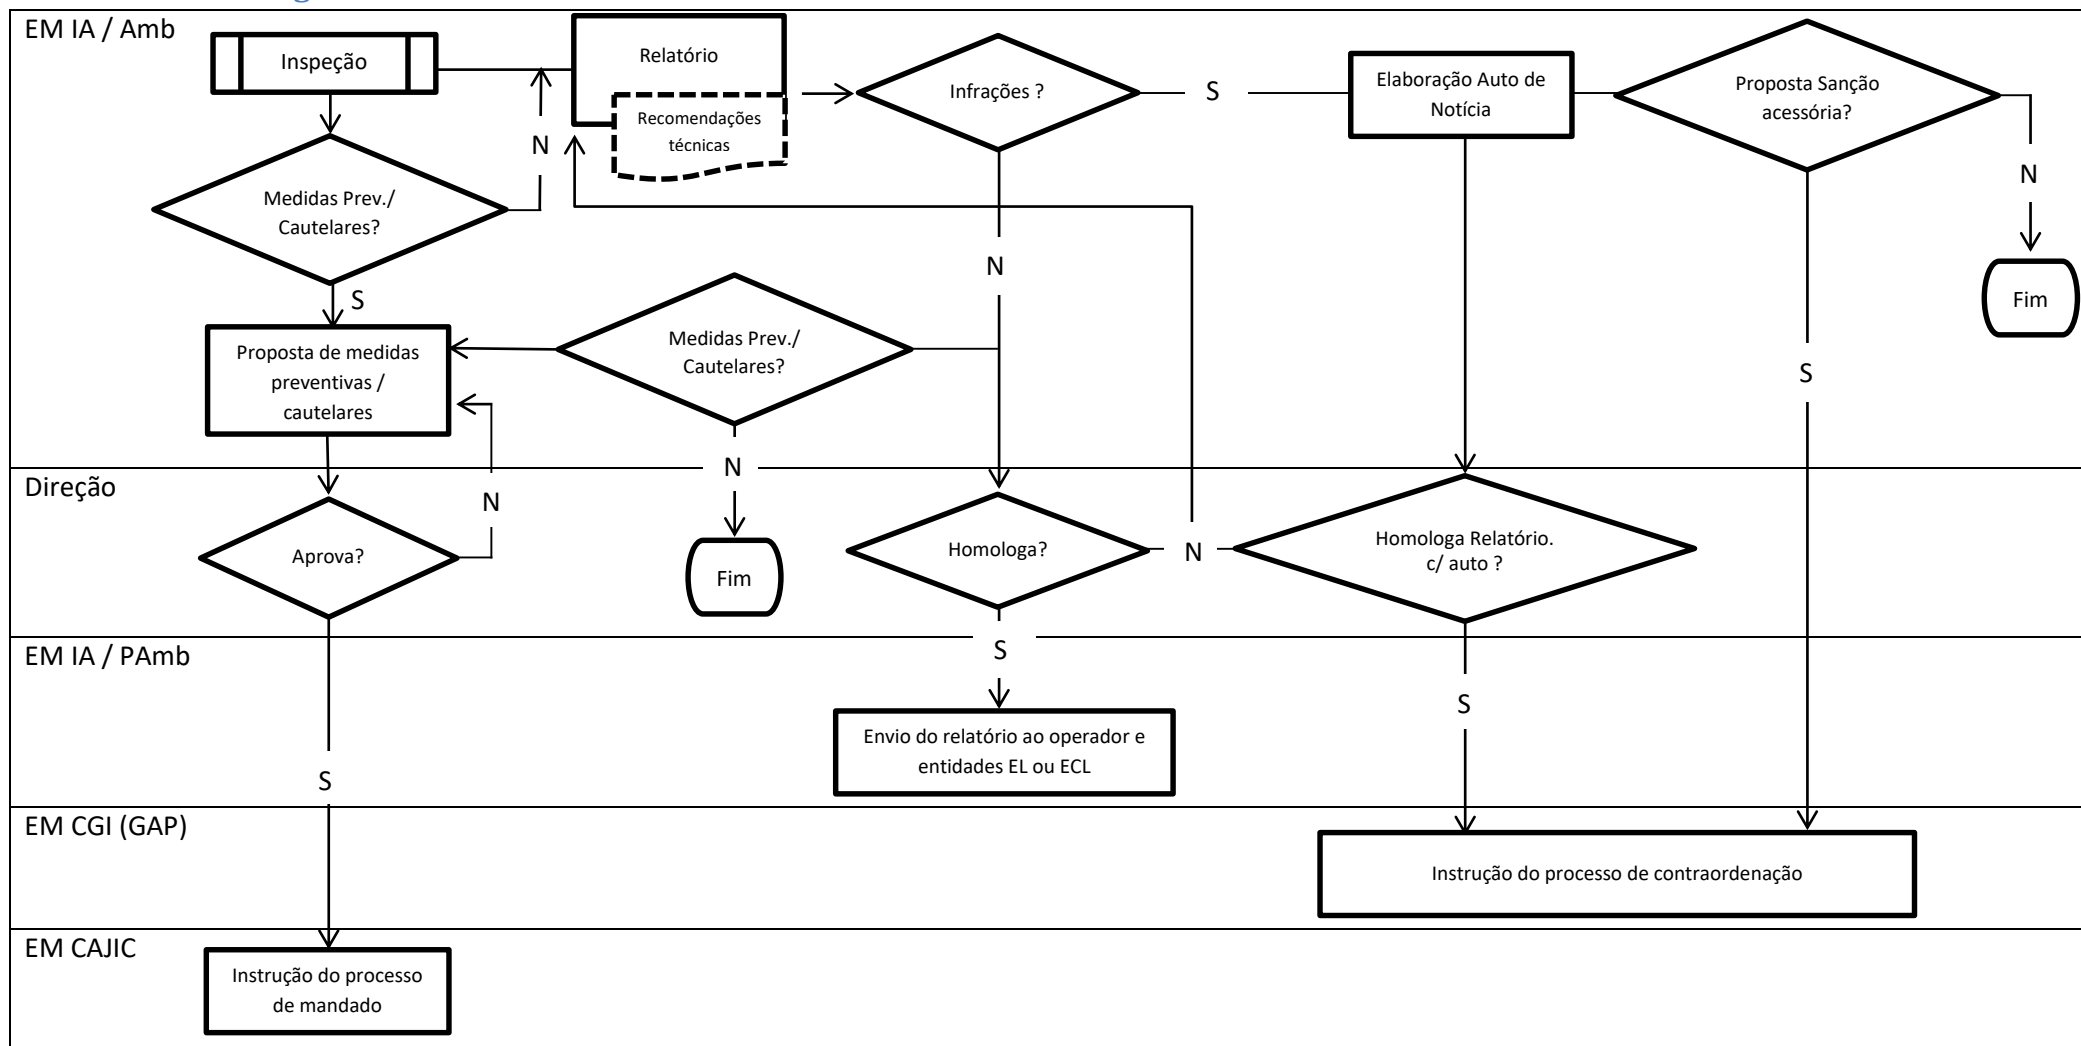 EM IA / Amb
Inspeção
Relatório
Recomendações
técnicas
Infrações ?
S
Elaboração Auto de
Notícia
Proposta Sanção
acessória?
N
N
Medidas Prev./
Cautelares?
N
Fim
S
Proposta de medidas
preventivas /
cautelares
Medidas Prev./
Cautelares?
S
N
Direção
N
Aprova?
Fim
Homologa?
N
Homologa Relatório.
c/ auto ?
EM IA / PAmb
S
S
Envio do relatório ao operador e
entidades EL ou ECL
S
EM CGI (GAP)
Instrução do processo de contraordenação
EM CAJIC
Instrução do processo
de mandado